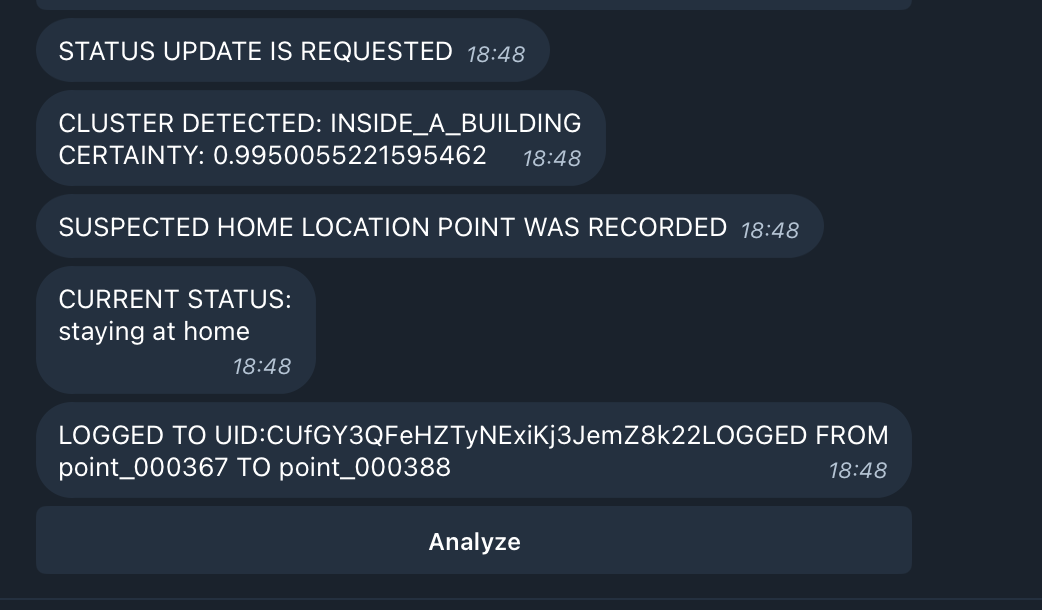 STATUS UPDATE IS REQUESTED 18:48
CLUSTER DETECTED: INSIDE_A_BUILDING
CERTAINTY: 0.9950055221595462 18:48
SUSPECTED HOME LOCATION POINT WAS RECORDED 18:48
CURRENT STATUS:
staying at home
18:48
LOGGED TO UID:CUfGY3QFeHZTyNExiKj3JemZ8k22LOGGED FROM
point_000367 TO point_000388 18:48
Analyze